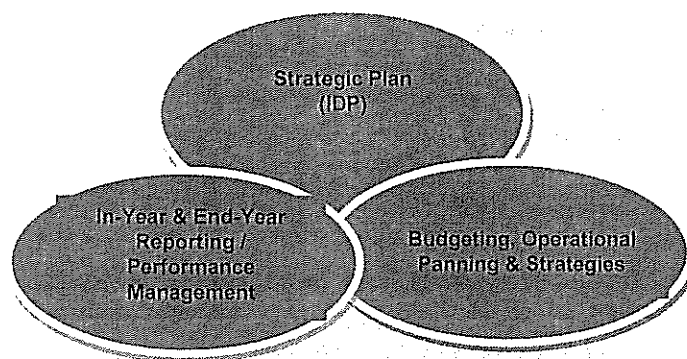 Strategic Plan
(IDP)
In-Year & End-Year
Reporting /
Performance
Management
Budgeting, Operational
Panning & Strategies